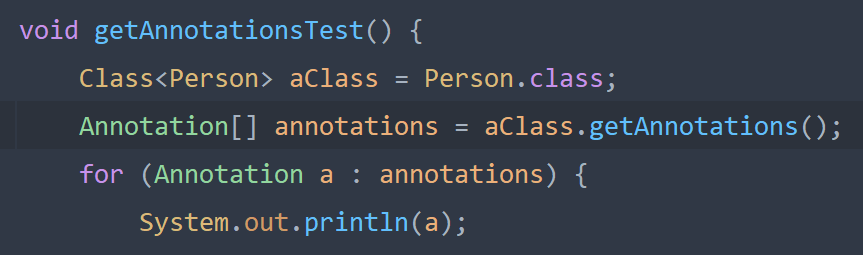 void getAnnotationsTest() {
    Class<Person> aClass = Person.class;
    Annotation[] annotations = aClass.getAnnotations();
    for (Annotation a : annotations) {
        System.out.println(a);